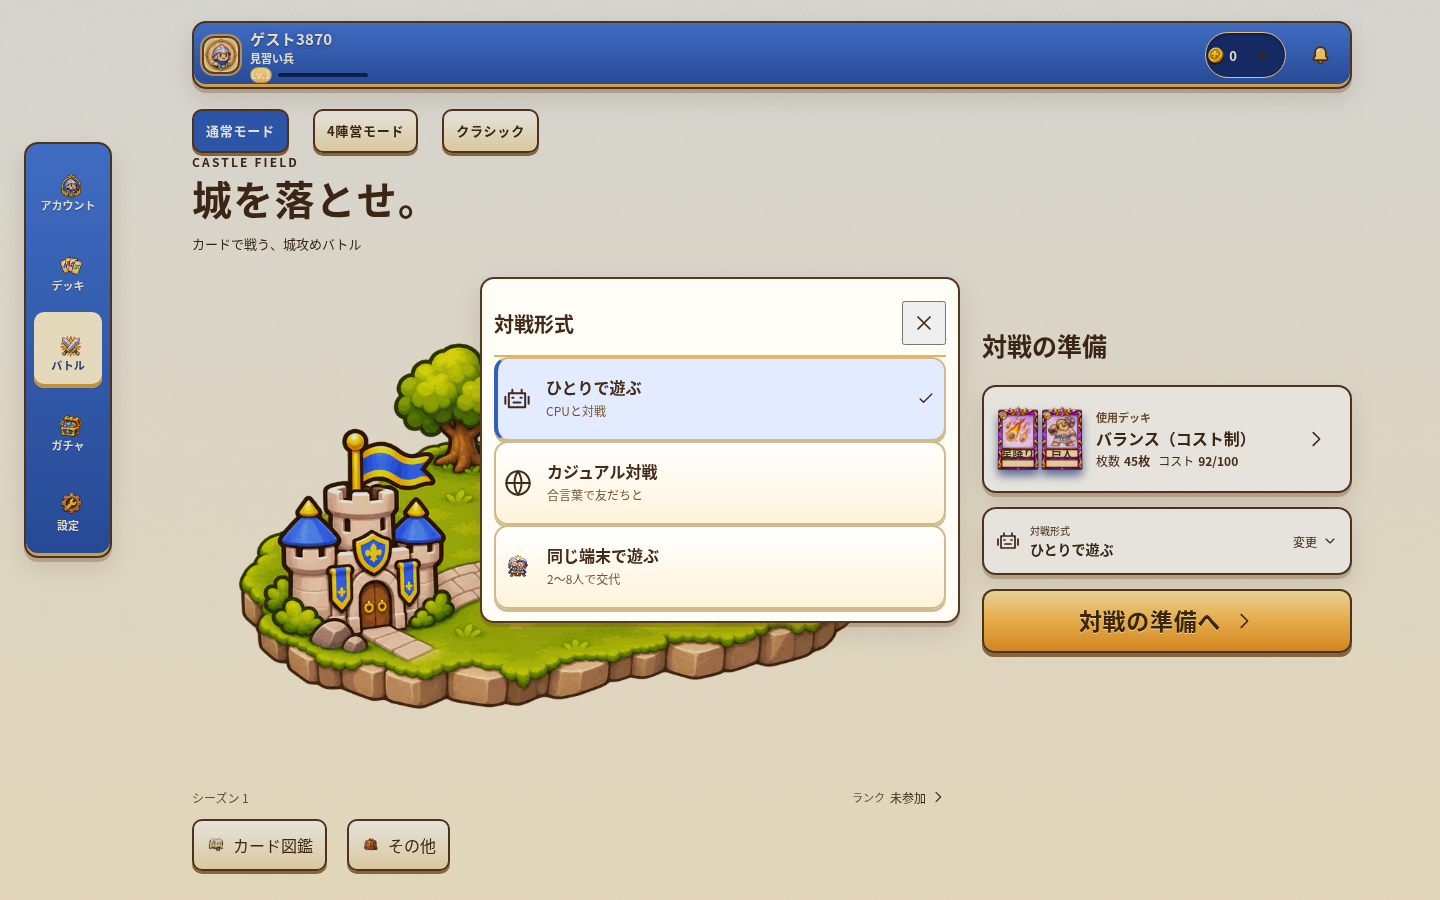 ゲスト3870
見習い兵
Lv.1
0
通常モード
4陣営モード
クラシック
CASTLE FIELD
城を落とせ。
カードで戦う、城攻めバトル
アカウント
デッキ
バトル
ガチャ
設定
対戦形式
ひとりで遊ぶ
CPUと対戦
カジュアル対戦
合言葉で友だちと
同じ端末で遊ぶ
2〜8人で交代
対戦の準備
使用デッキ
バランス（コスト制）
枚数 45枚 コスト 92/100
巨人
対戦形式
ひとりで遊ぶ
変更
対戦の準備へ
シーズン 1
ランク 未参加
カード図鑑
その他